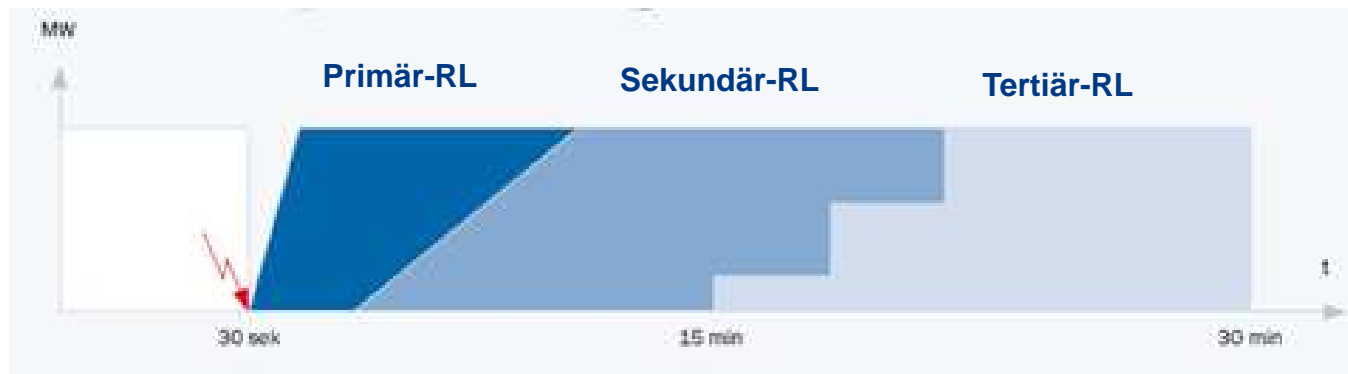 MW
Primär-RL
Sekundär-RL
Tertiär-RL
t
30 sek
15 min
30 min